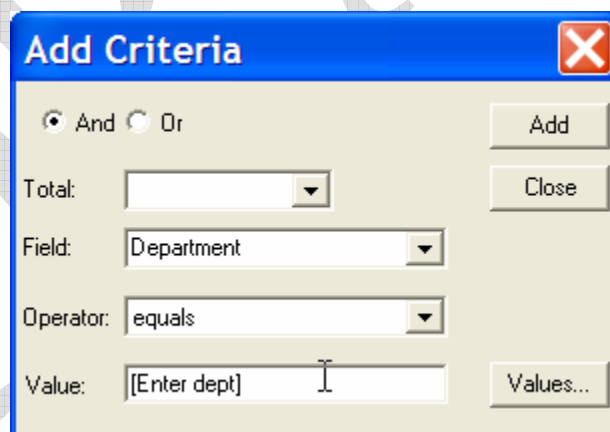 Add Criteria
And Or
Add
Total:
Close
Field: Department
Operator: equals
Value: [Enter dept]
Values...